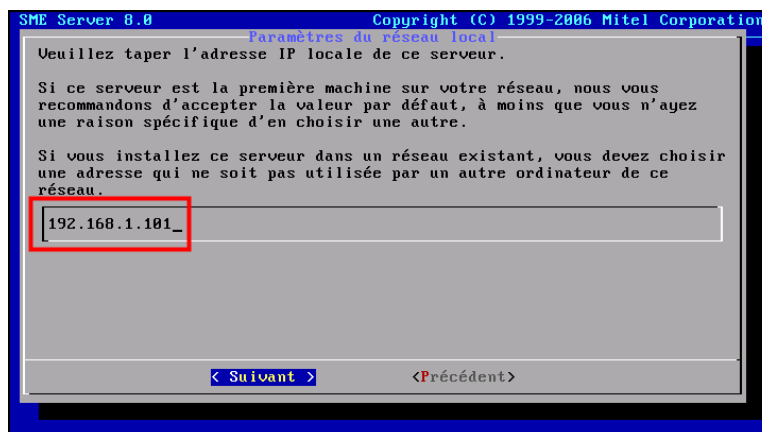 SME Server 8.0 Copyright (C) 1999-2006 Mitel Corporation
Paramètres du réseau local
Veuillez taper l'adresse IP locale de ce serveur.
Si ce serveur est la première machine sur votre réseau, nous vous
recommandons d'accepter la valeur par défaut, à moins que vous n'ayez
une raison spécifique d'en choisir une autre.
Si vous installez ce serveur dans un réseau existant, vous devez choisir
une adresse qui ne soit pas utilisée par un autre ordinateur de ce
réseau.
192.168.1.101_
< Suivant > <Précédent>